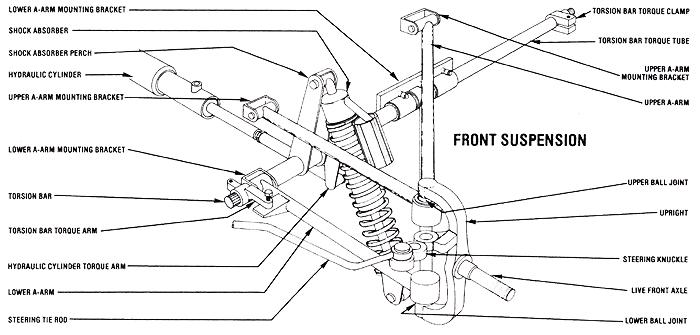 LOWER A-ARM MOUNTING BRACKET
SHOCK ABSORBER
SHOCK ABSORBER PERCH
HYDRAULIC CYLINDER
UPPER A-ARM MOUNTING BRACKET
LOWER A-ARM MOUNTING BRACKET
TORSION BAR
TORSION BAR TORQUE ARM
HYDRAULIC CYLINDER TORQUE ARM
LOWER A-ARM
STEERING TIE ROD
TORSION BAR TORQUE CLAMP
TORSION BAR TORQUE TUBE
UPPER A-ARM
MOUNTING BRACKET
UPPER A-ARM
FRONT SUSPENSION
UPPER BALL JOINT
UPRIGHT
STEERING KNUCKLE
LIVE FRONT AXLE
LOWER BALL JOINT